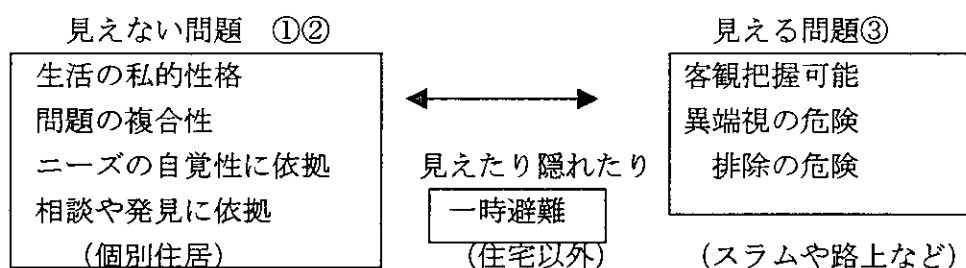 見えない問題 ①②
生活の私的性格
問題の複合性
ニーズの自覚性に依拠
相談や発見に依拠
(個別住居)
見えたり隠れたり
一時避難
(住宅以外)
見える問題③
客観把握可能
異端視の危険
排除の危険
(スラムや路上など)